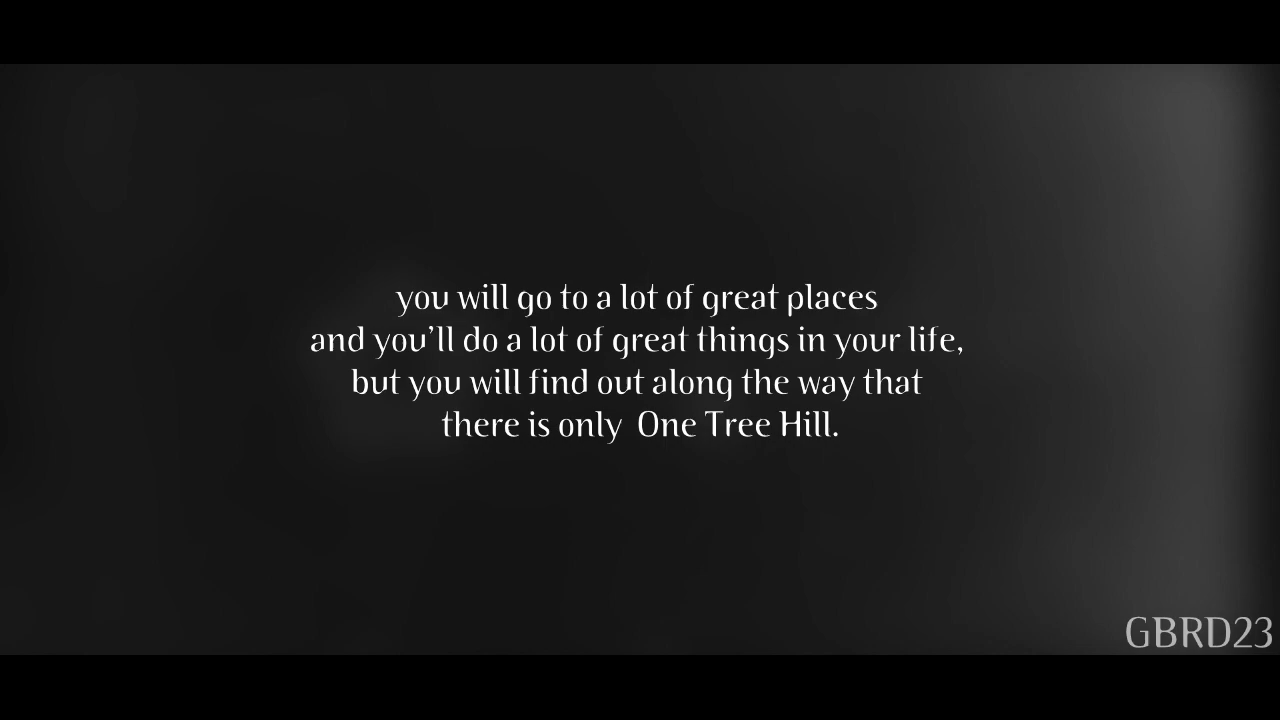 you will go to a lot of great places
and you'll do a lot of great things in your life,
but you will find out along the way that
there is only  One Tree Hill.
GBRD23